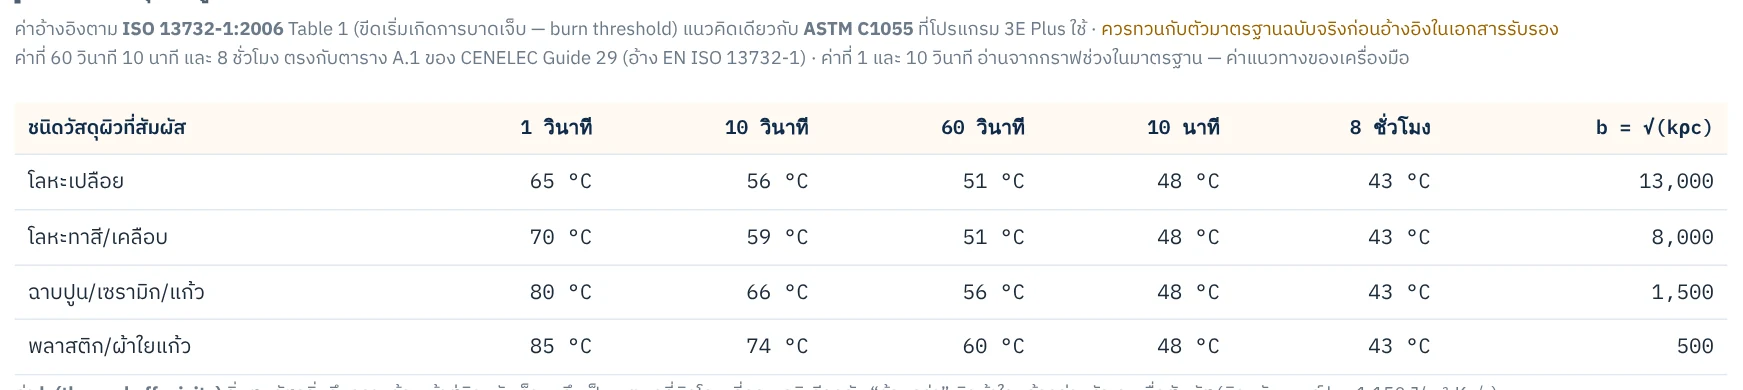 ค่าอ้างอิงตาม ISO 13732-1:2006 Table 1 (ขีดเริ่มเกิดการบาดเจ็บ — burn threshold) แนวคิดเดียวกับ ASTM C1055 ที่โปรแกรม 3E Plus ใช้ · ควรทวนกับตัวมาตรฐานฉบับจริงก่อนอ้างอิงในเอกสารรับรอง
ค่าที่ 60 วินาที 10 นาที และ 8 ชั่วโมง ตรงกับตาราง A.1 ของ CENELEC Guide 29 (อ้าง EN ISO 13732-1) · ค่าที่ 1 และ 10 วินาที อ่านจากกราฟช่วงในมาตรฐาน — ค่าแนวทางของเครื่องมือ
ชนิดวัสดุผิวที่สัมผัส 1 วินาที 10 วินาที 60 วินาที 10 นาที 8 ชั่วโมง b = √(kρc)
โลหะเปลือย 65 °C 56 °C 51 °C 48 °C 43 °C 13,000
โลหะทาสี/เคลือบ 70 °C 59 °C 51 °C 48 °C 43 °C 8,000
ฉาบปูน/เซรามิก/แก้ว 80 °C 66 °C 56 °C 48 °C 43 °C 1,500
พลาสติก/ผ้าใยแก้ว 85 °C 74 °C 60 °C 48 °C 43 °C 500